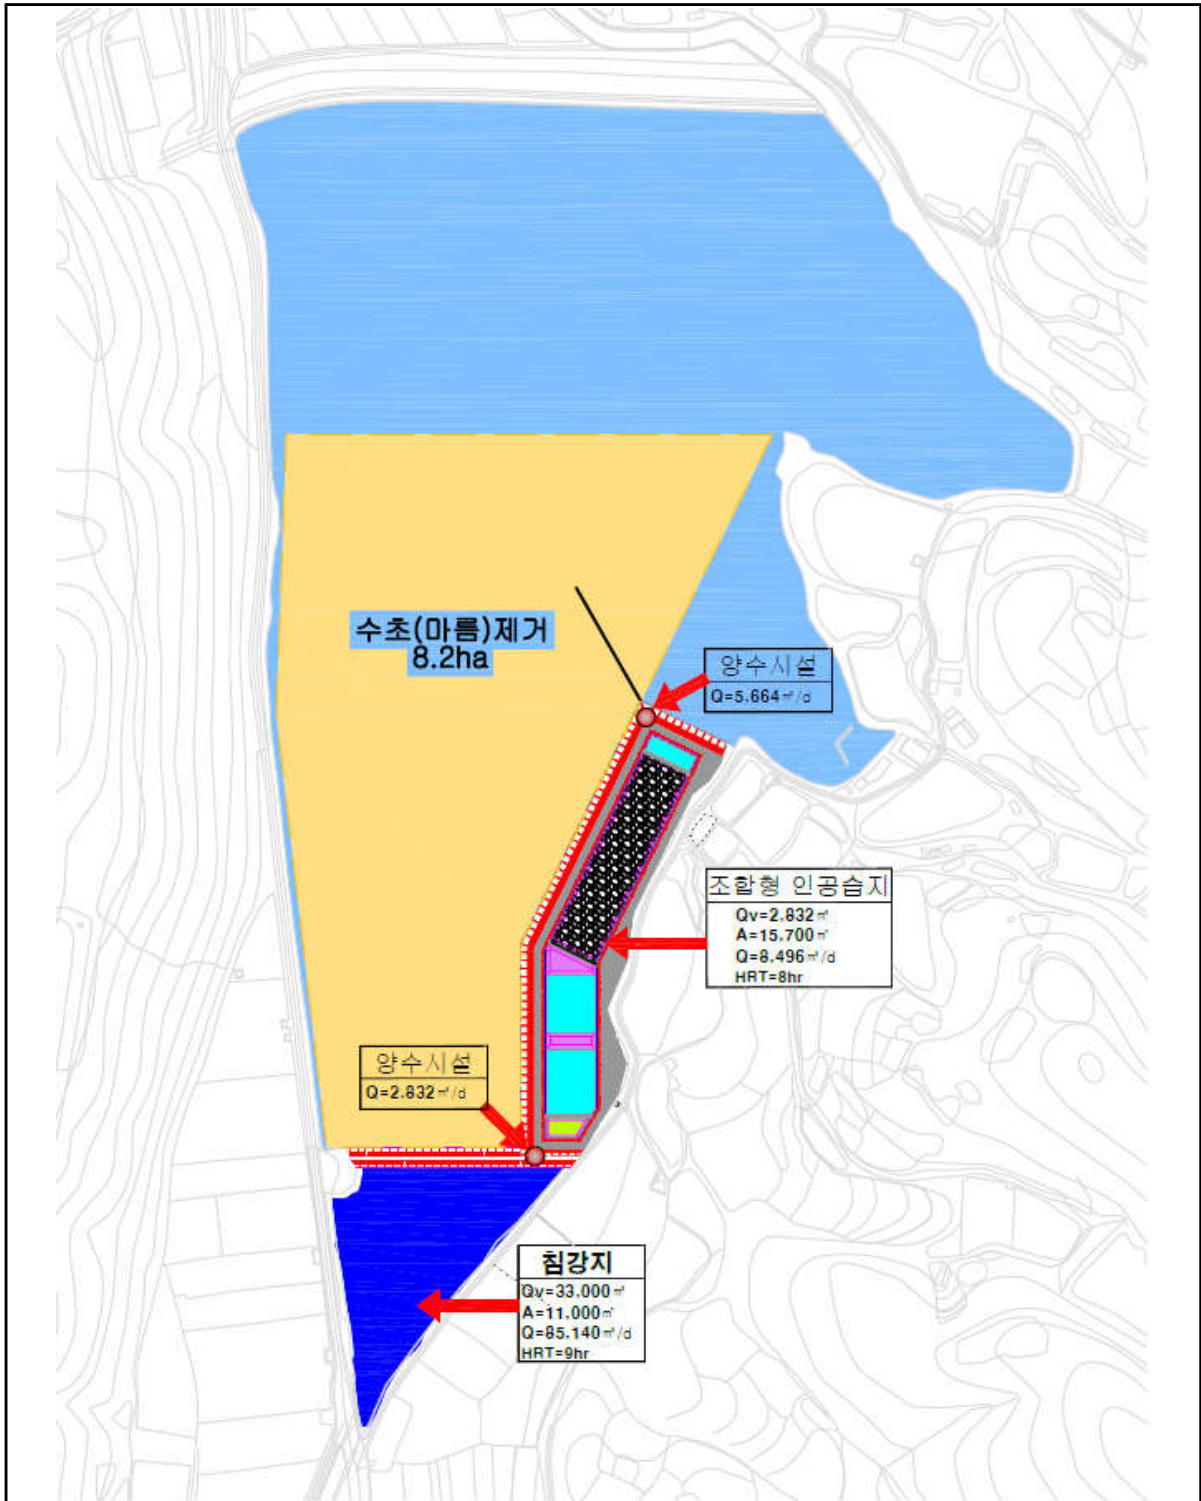 수초(마름)제거
8.2ha
양수시설
Q=5.664㎥/d
조합형 인공습지
Qv=2.832㎥
A=15.700㎡
Q=8.496㎥/d
HRT=8hr
양수시설
Q=2.832㎥/d
침강지
Qv=33.000㎥
A=11.000㎡
Q=85.140㎥/d
HRT=9hr